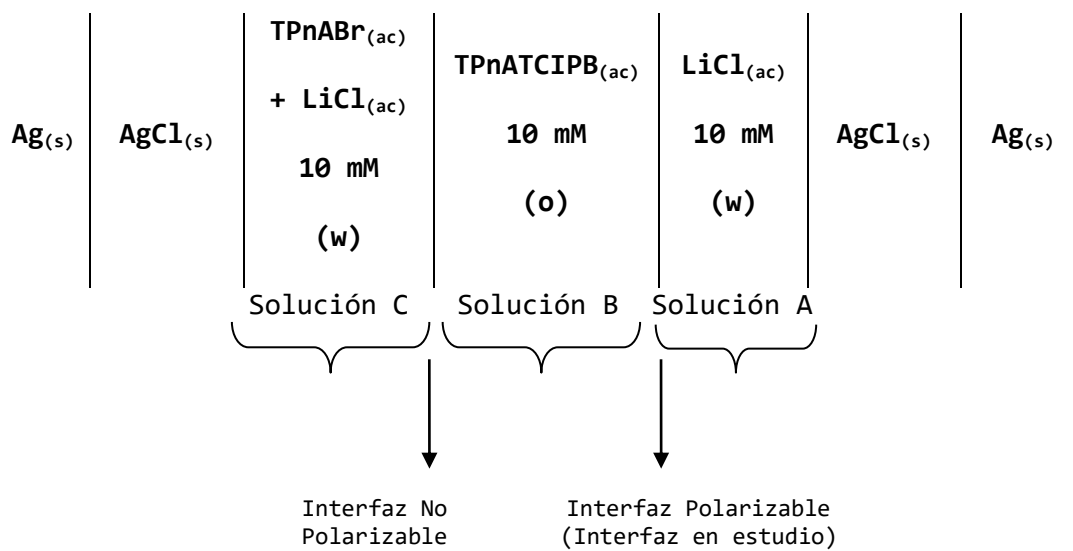 TPnABr(ac)
+ LiCl(ac)
10 mM
(w)
TPnATClPB(ac)
10 mM
(o)
LiCl(ac)
10 mM
(w)
Ag(s)
AgCl(s)
AgCl(s)
Ag(s)
Solución C
Solución B
Solución A
Interfaz No
Polarizable
Interfaz Polarizable
(Interfaz en estudio)